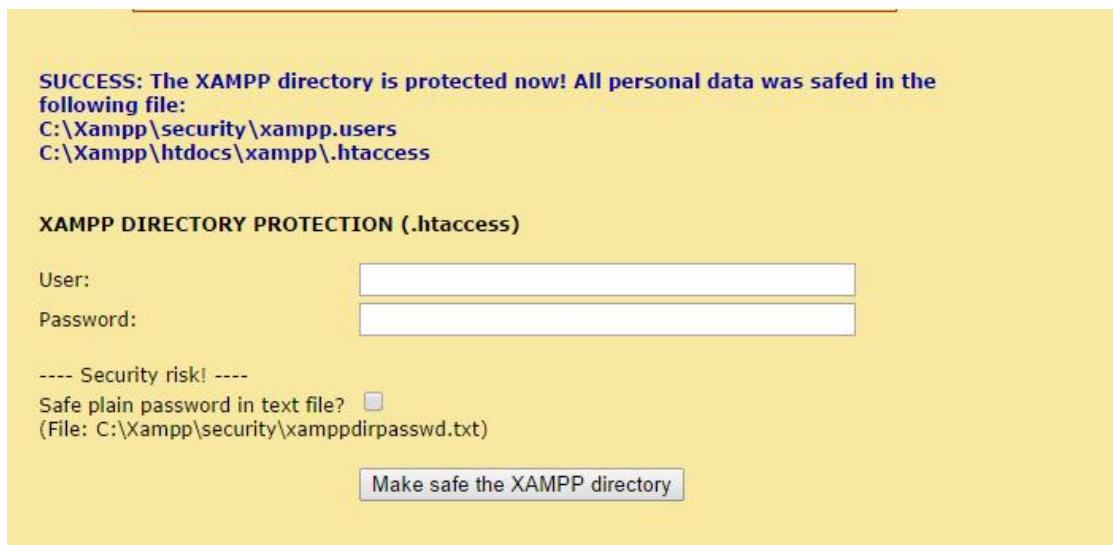 SUCCESS: The XAMPP directory is protected now! All personal data was safed in the
following file:
C:\Xampp\security\xampp.users
C:\Xampp\htdocs\xampp\.htaccess
XAMPP DIRECTORY PROTECTION (.htaccess)
User:
Password:
---- Security risk! ----
Safe plain password in text file?
(File: C:\Xampp\security\xamppdirpasswd.txt)
Make safe the XAMPP directory